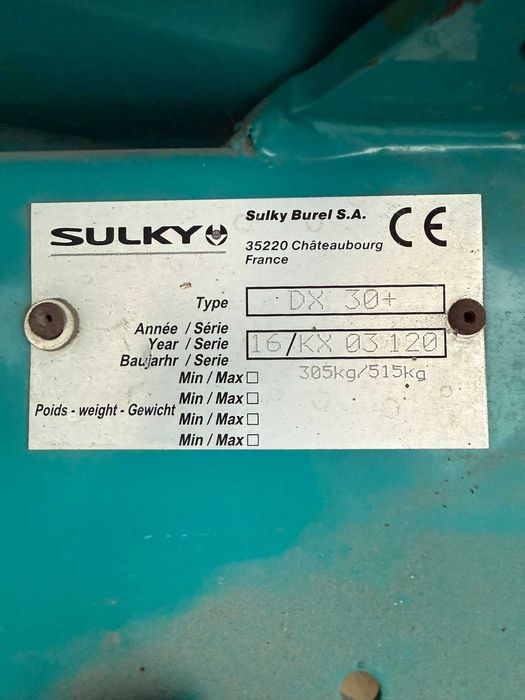 SULKY
Sulky Burel S.A.
35220 Châteaubourg
France
CE
Type DX 30+
Année / Série
Year / Serie 16/KX 03 120
Baujarhr / Serie
Min / Max 305kg/515kg
Poids - weight - Gewicht
Min / Max
Min / Max
Min / Max